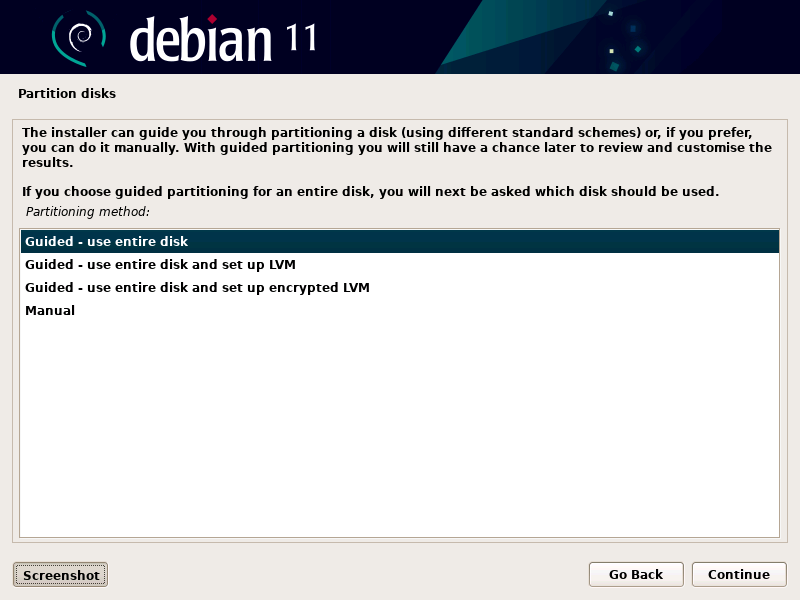 debian 11
Partition disks
The installer can guide you through partitioning a disk (using different standard schemes) or, if you prefer,
you can do it manually. With guided partitioning you will still have a chance later to review and customise the
results.
If you choose guided partitioning for an entire disk, you will next be asked which disk should be used.
Partitioning method:
Guided - use entire disk
Guided - use entire disk and set up LVM
Guided - use entire disk and set up encrypted LVM
Manual
Screenshot
Go Back
Continue